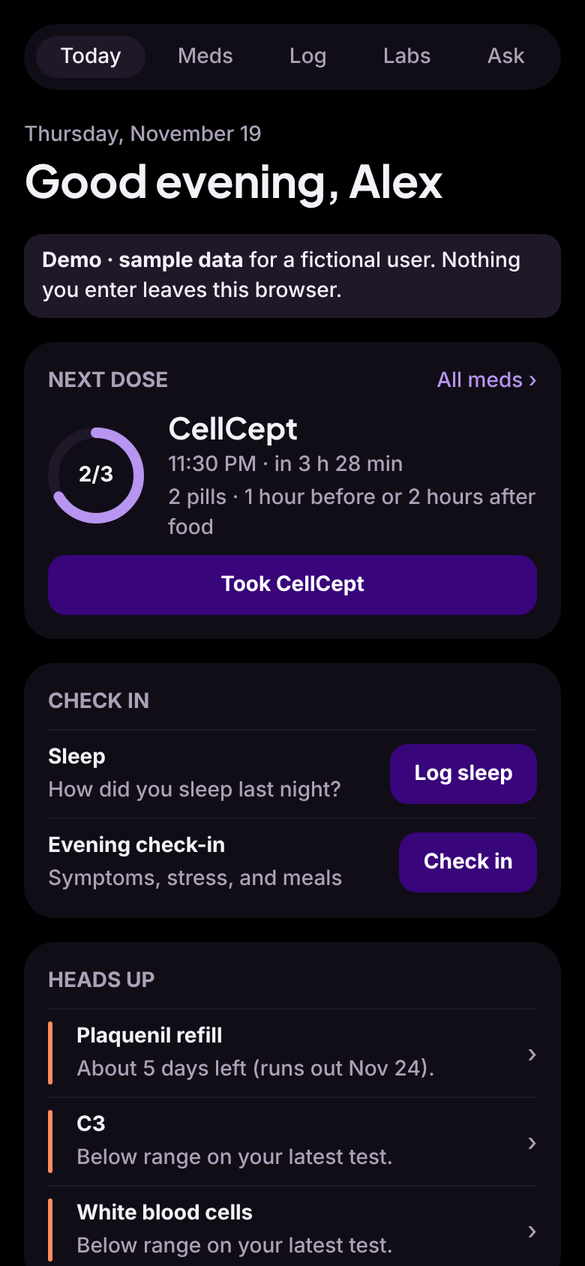 Today Meds Log Labs Ask
Thursday, November 19
Good evening, Alex
Demo · sample data for a fictional user. Nothing
you enter leaves this browser.
NEXT DOSE
All meds ›
2/3
CellCept
11:30 PM · in 3 h 28 min
2 pills · 1 hour before or 2 hours after
food
Took CellCept
CHECK IN
Sleep
How did you sleep last night?
Log sleep
Evening check-in
Symptoms, stress, and meals
Check in
HEADS UP
Plaquenil refill
About 5 days left (runs out Nov 24).
›
C3
Below range on your latest test.
›
White blood cells
Below range on your latest test.
›